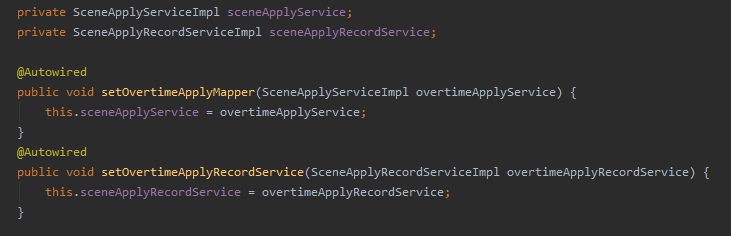 private SceneApplyServiceImpl sceneApplyService;
private SceneApplyRecordServiceImpl sceneApplyRecordService;
@Autowired
public void setOvertimeApplyMapper(SceneApplyServiceImpl overtimeApplyService) {
this.sceneApplyService = overtimeApplyService;
}
@Autowired
public void setOvertimeApplyRecordService(SceneApplyRecordServiceImpl overtimeApplyRecordService) {
this.sceneApplyRecordService = overtimeApplyRecordService;
}